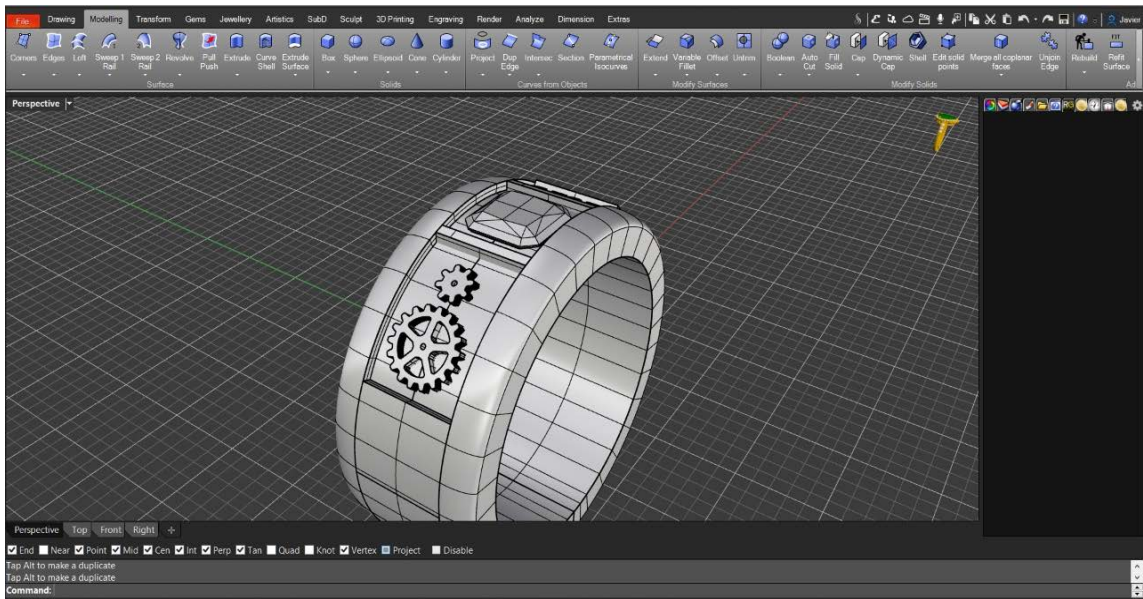 File Drawing Modelling Transform Gems Jewellery Artistics SubD Sculpt 3D Printing Engraving Render Analyze Dimension Extras Javier
Corners Edges Loft Sweep 1 Rail Sweep 2 Rail Revolve Pull Push Extrude Curve Shell Extrude Surface Box Sphere Ellipsoid Cone Cylinder Project Dup Edge Intersec Section Parametrical Isocurves Extend Variable Fillet Offset Untrim Boolean Auto Cut Fill Solid Cap Dynamic Cap Shell Edit solid points Merge all coplanar faces Unjoin Edge Rebuild Refit Surface
Surface Solids Curves from Objects Modify Surfaces Modify Solids Ad
Perspective
Perspective Top Front Right
End Near Point Mid Cen Int Perp Tan Quad Knot Vertex Project Disable
Tap Alt to make a duplicate
Tap Alt to make a duplicate
Command: